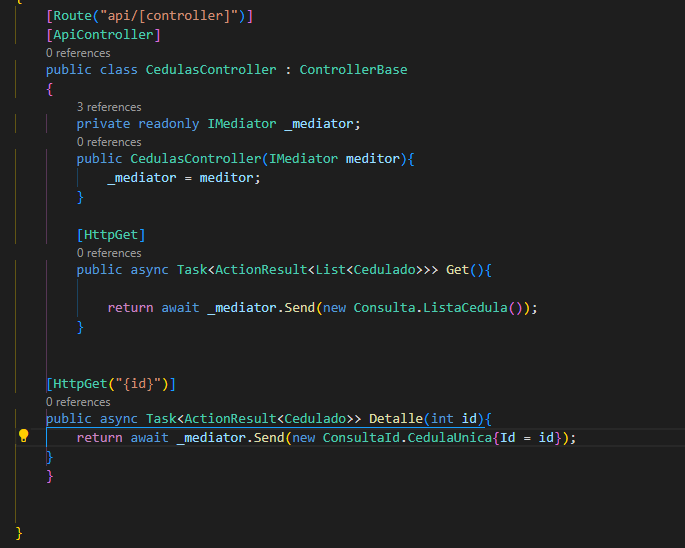 {
[Route("api/[controller]")]
[ApiController]
0 references
public class CedulasController : ControllerBase
{
3 references
private readonly IMediator _mediator;
0 references
public CedulasController(IMediator meditor){
_mediator = meditor;
}
[HttpGet]
0 references
public async Task<ActionResult<List<Cedulado>>> Get(){
return await _mediator.Send(new Consulta.ListaCedula());
}
[HttpGet("{id}")]
0 references
public async Task<ActionResult<Cedulado>> Detalle(int id){
return await _mediator.Send(new ConsultaId.CedulaUnica{Id = id});
}
}
}